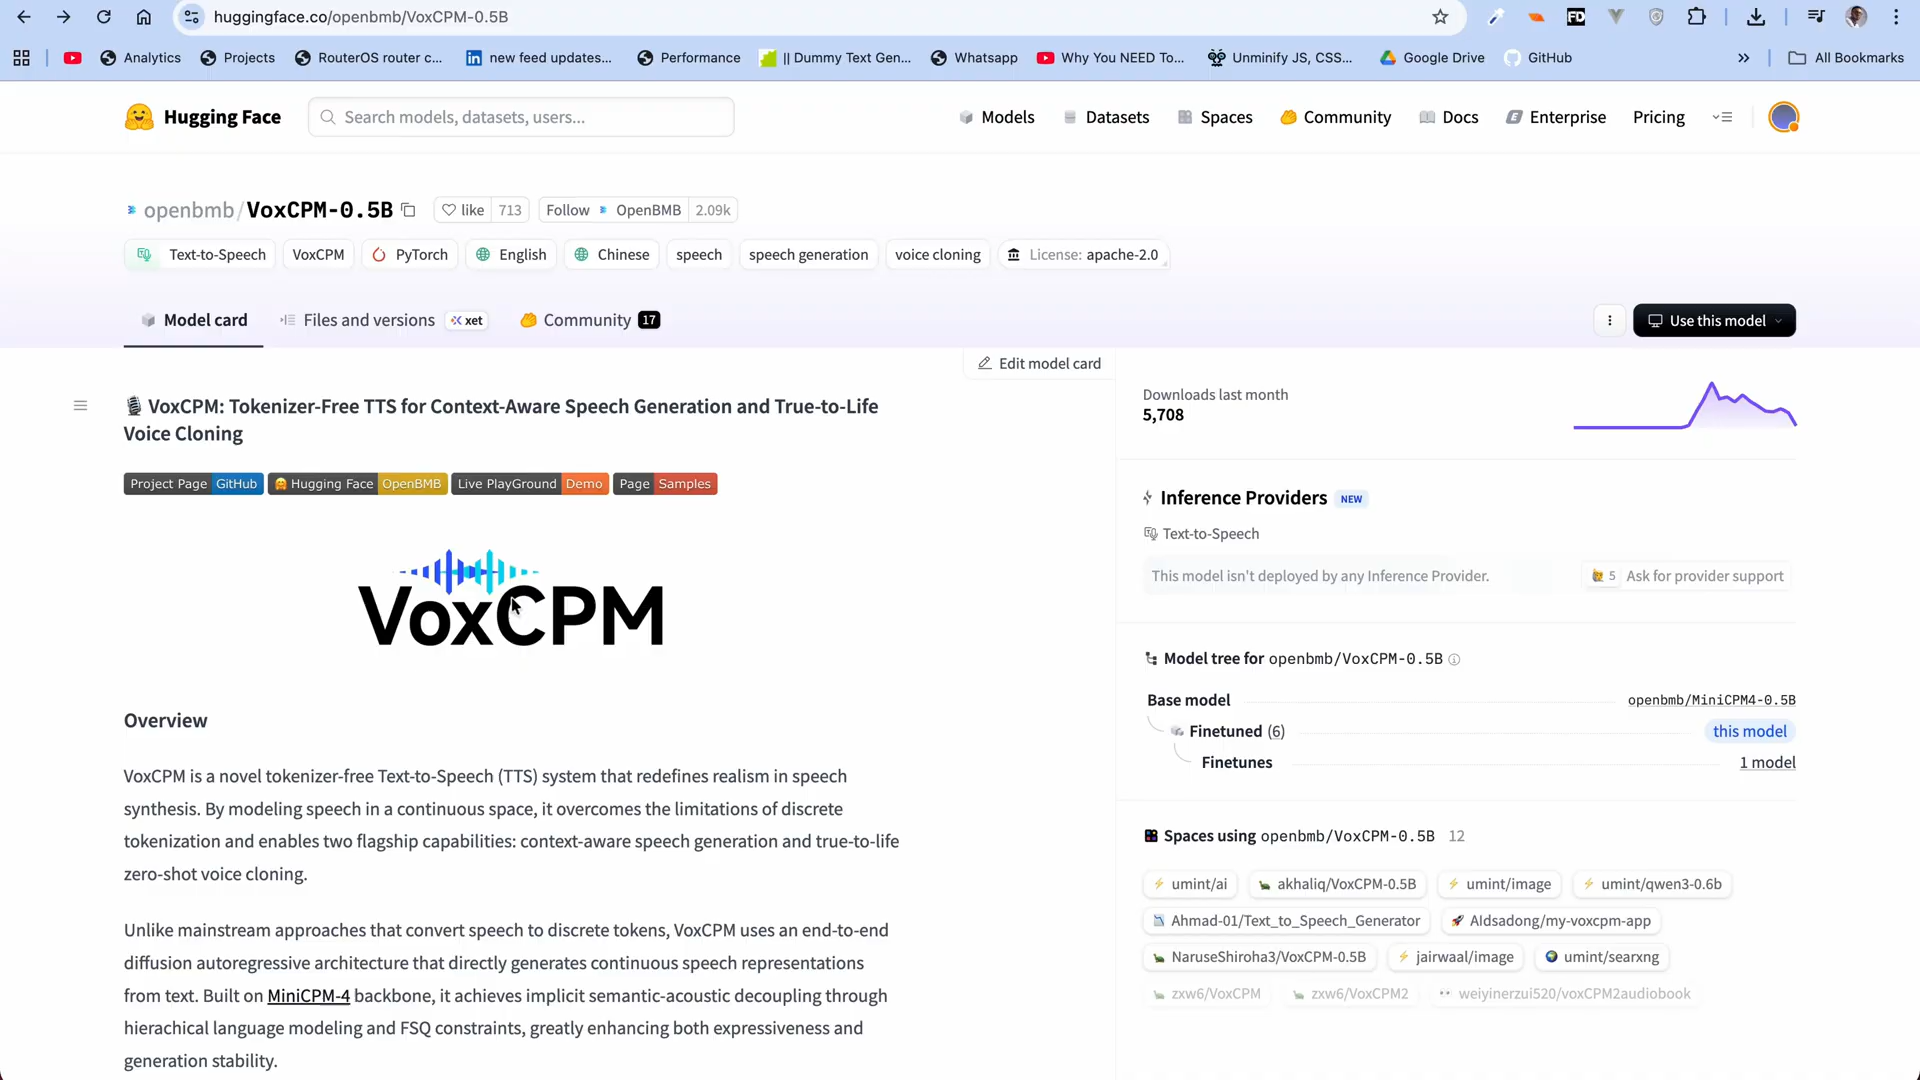 huggingface.co/openbmb/VoxCPM-0.5B
Analytics
Projects
RouterOS router c...
new feed updates...
Performance
|| Dummy Text Gen...
Whatsapp
Why You NEED To...
Unminify JS, CSS...
Google Drive
GitHub
»
All Bookmarks
Hugging Face
Search models, datasets, users...
Models
Datasets
Spaces
Community
Docs
Enterprise
Pricing
openbmb/VoxCPM-0.5B
like 713
Follow OpenBMB 2.09k
Text-to-Speech
VoxCPM
PyTorch
English
Chinese
speech
speech generation
voice cloning
License: apache-2.0
Model card
Files and versions
xet
Community 17
Use this model
Edit model card
VoxCPM: Tokenizer-Free TTS for Context-Aware Speech Generation and True-to-Life
Voice Cloning
Project Page GitHub
Hugging Face OpenBMB
Live PlayGround Demo
Page Samples
VoxCPM
Overview
VoxCPM is a novel tokenizer-free Text-to-Speech (TTS) system that redefines realism in speech
synthesis. By modeling speech in a continuous space, it overcomes the limitations of discrete
tokenization and enables two flagship capabilities: context-aware speech generation and true-to-life
zero-shot voice cloning.
Unlike mainstream approaches that convert speech to discrete tokens, VoxCPM uses an end-to-end
diffusion autoregressive architecture that directly generates continuous speech representations
from text. Built on MiniCPM-4 backbone, it achieves implicit semantic-acoustic decoupling through
hierachical language modeling and FSQ constraints, greatly enhancing both expressiveness and
generation stability.
Downloads last month
5,708
Inference Providers NEW
Text-to-Speech
This model isn't deployed by any Inference Provider.
5 Ask for provider support
Model tree for openbmb/VoxCPM-0.5B
Base model
openbmb/MiniCPM4-0.5B
Finetuned (6)
this model
Finetunes
1 model
Spaces using openbmb/VoxCPM-0.5B 12
umint/ai
akhaliq/VoxCPM-0.5B
umint/image
umint/qwen3-0.6b
Ahmad-01/Text_to_Speech_Generator
AIdsadong/my-voxcpm-app
NaruseShiroha3/VoxCPM-0.5B
jairwaal/image
umint/searxng
zxw6/VoxCPM
zxw6/VoxCPM2
weiyinerzui520/voxCPM2audiobook